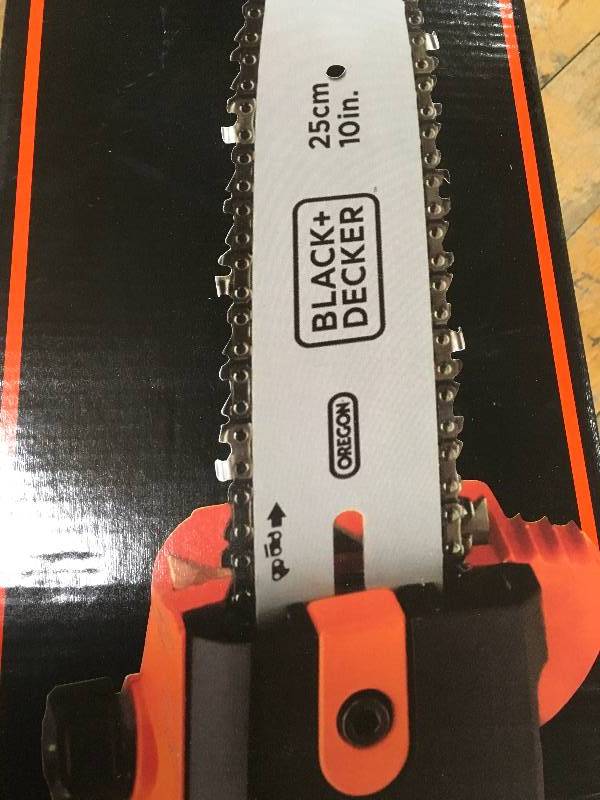 25cm
10in.
BLACK+
DECKER
OREGON